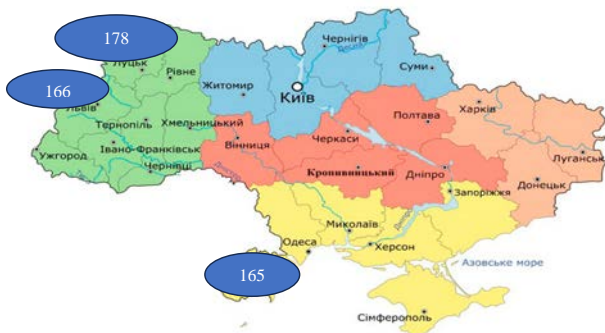 178
Чернігів
Десна
Луцьк
Рівне
Суми
166
Житомир
Київ
Львів
Харків
Тернопіль
Хмельницький
Полтава
Черкаси
Івано-Франківськ
Вінниця
Ужгород
Луганськ
Чернівці
Кропивницький
Дніпро
Донецьк
Запоріжжя
Миколаїв
Одеса
Херсон
165
Азовське море
Сімферополь